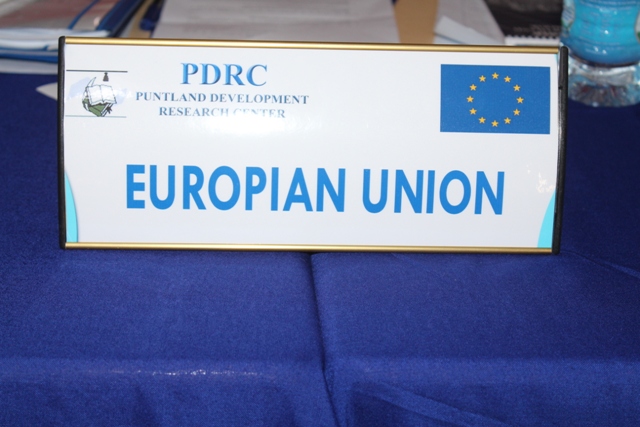 PDRC
PUNTLAND DEVELOPMENT
RESEARCH CENTER
EUROPIAN UNION